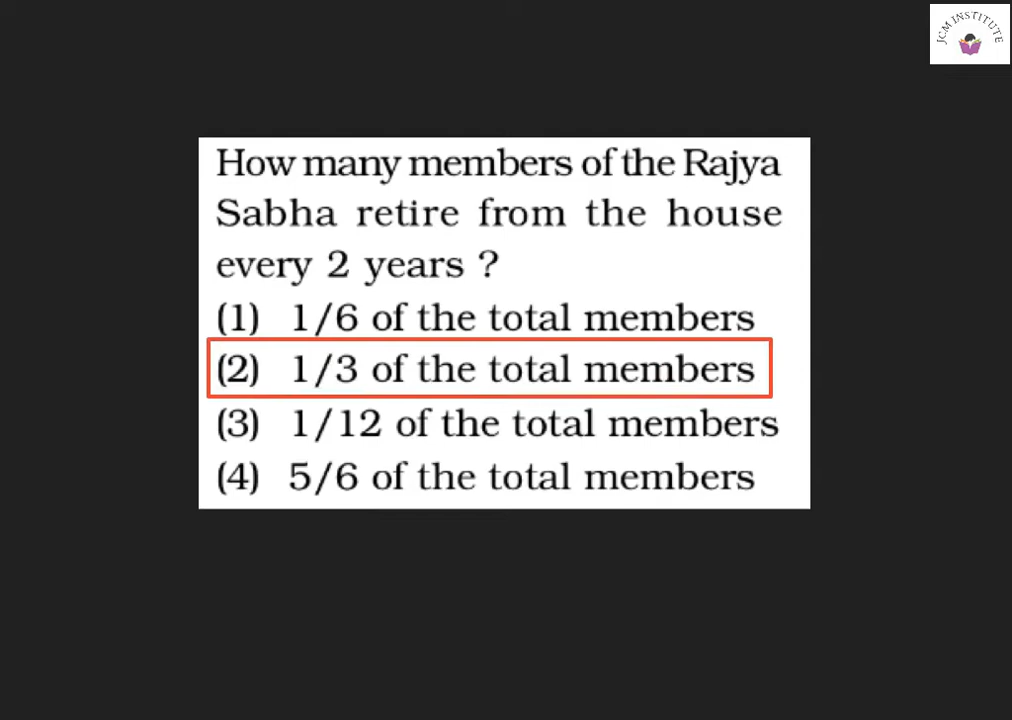 JCM INSTITUTE
How many members of the Rajya
Sabha retire from the house
every 2 years ?
(1) 1/6 of the total members
(2) 1/3 of the total members
(3) 1/12 of the total members
(4) 5/6 of the total members